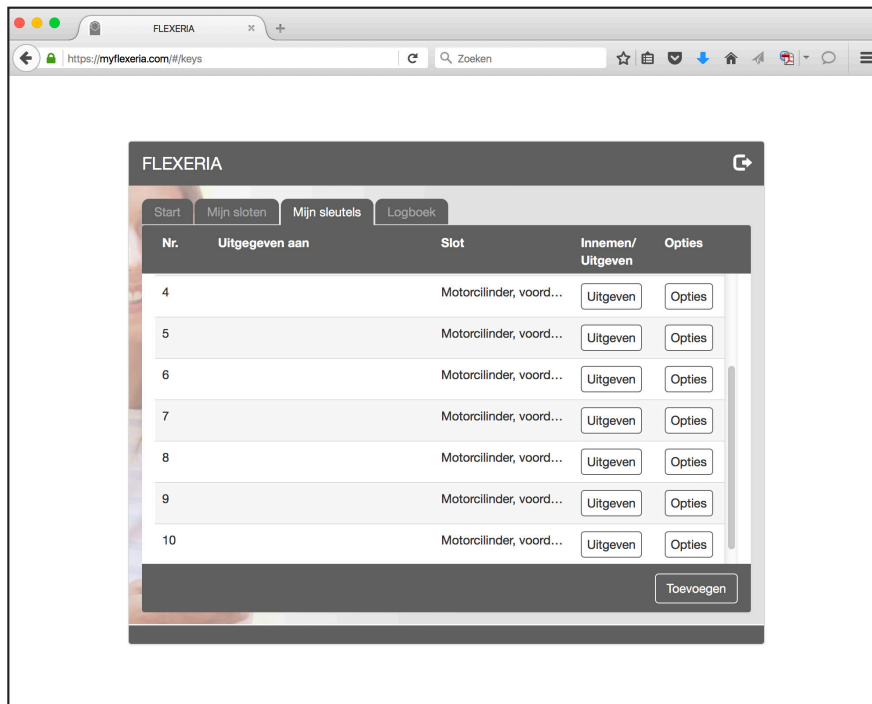 FLEXERIA
https://myflexeria.com/#/keys
Zoeken
FLEXERIA
Start Mijn sloten Mijn sleutels Logboek
Nr. Uitgegeven aan Slot Innemen/ Opties
Uitgeven
4 Motorcilinder, voord… Uitgeven Opties
5 Motorcilinder, voord… Uitgeven Opties
6 Motorcilinder, voord… Uitgeven Opties
7 Motorcilinder, voord… Uitgeven Opties
8 Motorcilinder, voord… Uitgeven Opties
9 Motorcilinder, voord… Uitgeven Opties
10 Motorcilinder, voord… Uitgeven Opties
Toevoegen